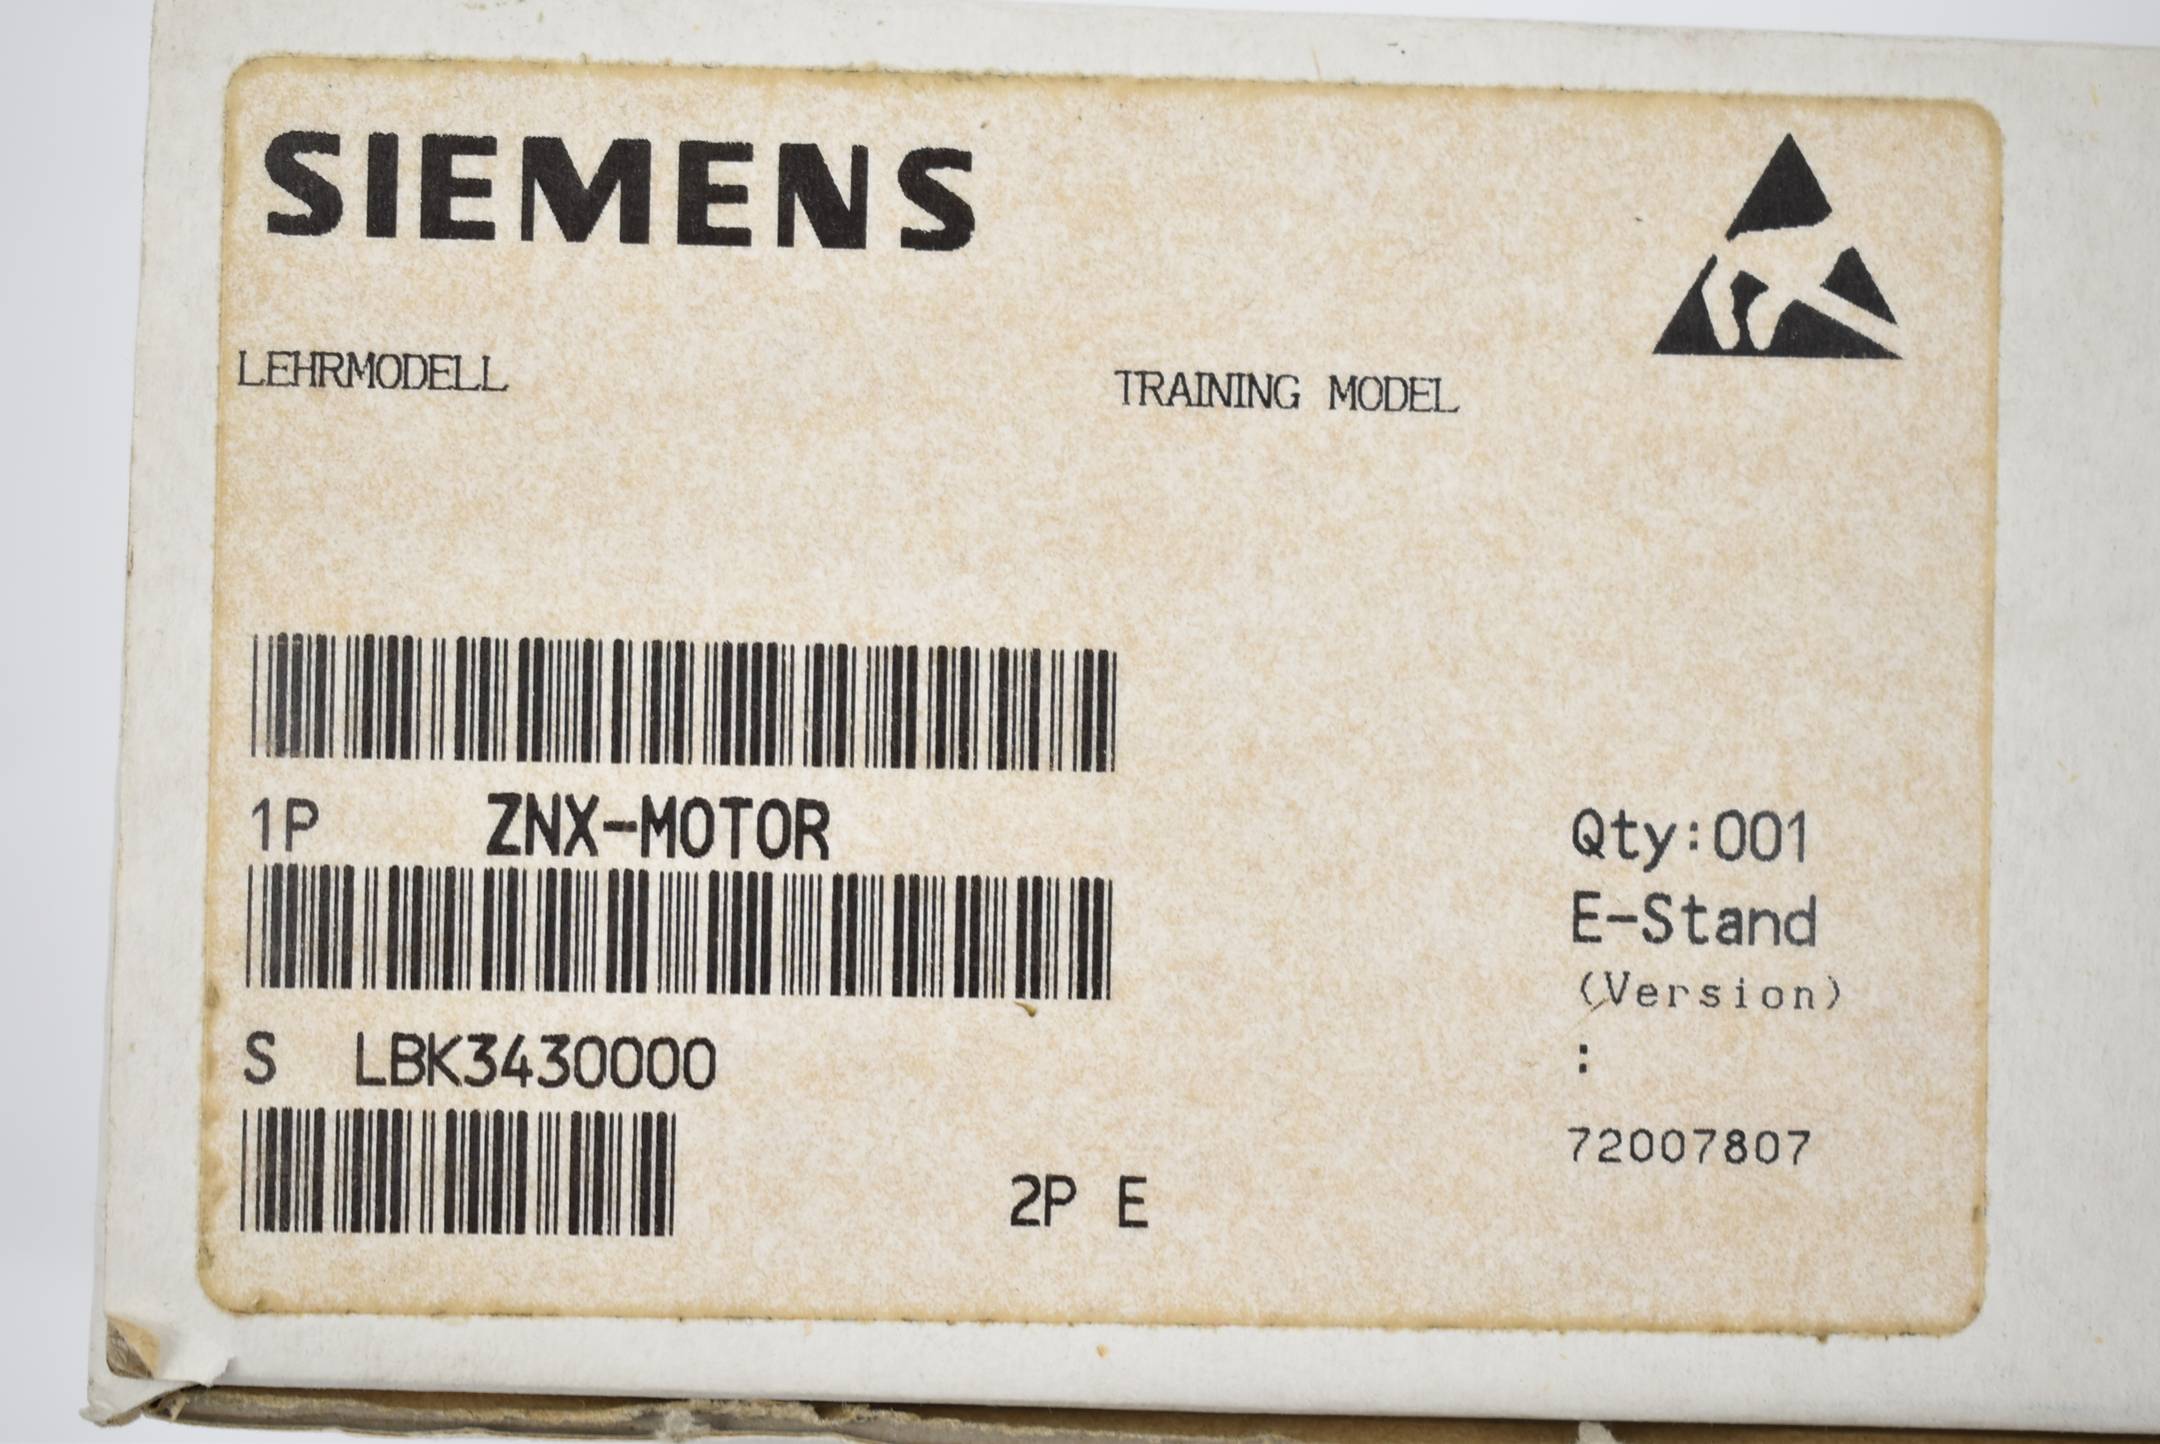 SIEMENS
LEHRMODELL TRAINING MODEL
1P ZNX-MOTOR
Qty:001
E-Stand
(Version)
:
S LBK3430000
72007807
2P E